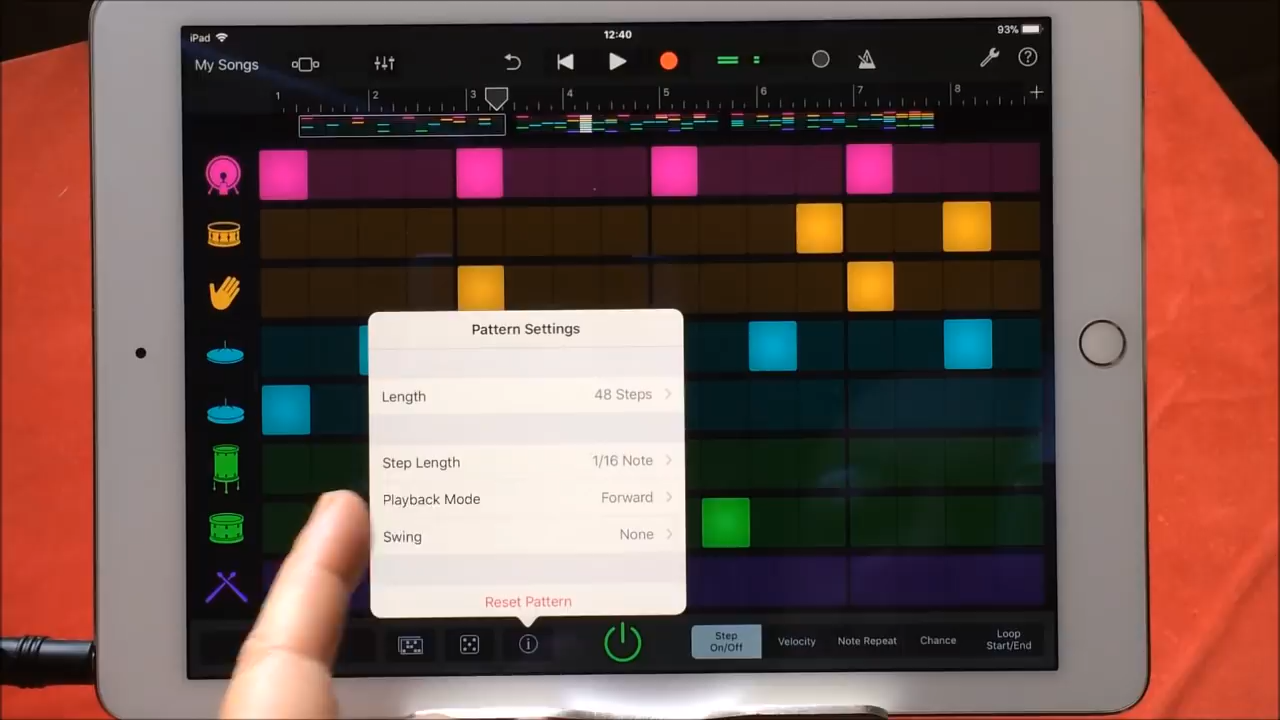 iPad 12:40 93%
My Songs
1 2 3 4 5 6 7 8 +
Pattern Settings
Length 48 Steps
Step Length 1/16 Note
Playback Mode Forward
Swing None
Reset Pattern
Step
On/Off
Velocity
Note Repeat
Chance
Loop
Start/End